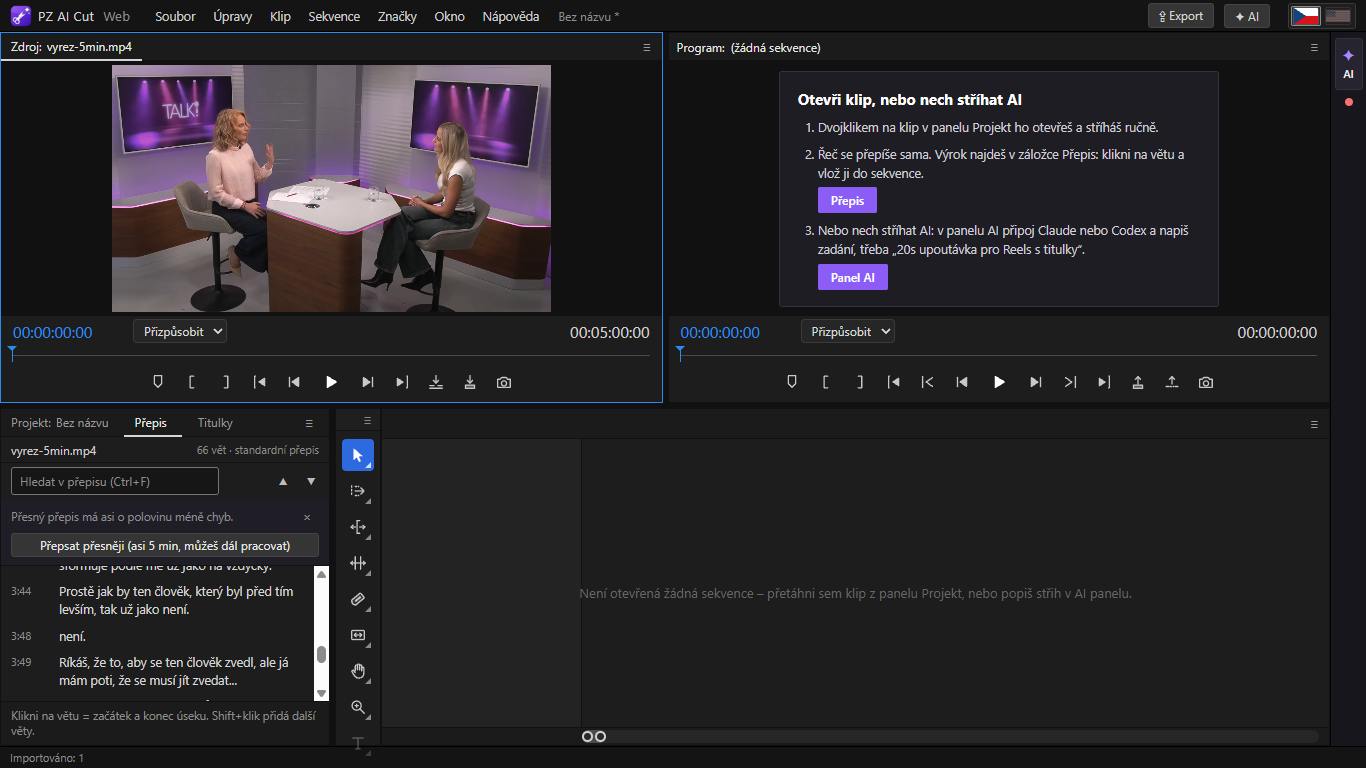 PZ AI Cut Web Soubor Úpravy Klip Sekvence Značky Okno Nápověda Bez názvu * Export AI
Zdroj: vyrez-5min.mp4
TALK!
00:00:00:00 Přizpůsobit 00:05:00:00
Program: (žádná sekvence)
Otevři klip, nebo nech stříhat AI
1. Dvojklikem na klip v panelu Projekt ho otevřeš a stříháš ručně.
2. Řeč se přepíše sama. Výrok najdeš v záložce Přepis: klikni na větu a
vlož ji do sekvence.
Přepis
3. Nebo nech stříhat AI: v panelu AI připoj Claude nebo Codex a napiš
zadání, třeba „20s upoutávka pro Reels s titulky“.
Panel AI
00:00:00:00 Přizpůsobit 00:00:00:00
AI
Projekt: Bez názvu Přepis Titulky
vyrez-5min.mp4 66 vět · standardní přepis
Hledat v přepisu (Ctrl+F)
Přesný přepis má asi o polovinu méně chyb.
Přepsat přesněji (asi 5 min, můžeš dál pracovat)
sformuje podle mě už jako na vždycky.
3:44 Prostě jak by ten člověk, který byl před tím
levším, tak už jako není.
3:48 není.
3:49 Ríkáš, že to, aby se ten člověk zvedl, ale já
mám poti, že se musí jít zvedat...
Klikni na větu = začátek a konec úseku. Shift+klik přidá další
věty.
Není otevřená žádná sekvence – přetáhni sem klip z panelu Projekt, nebo popiš střih v AI panelu.
Importováno: 1